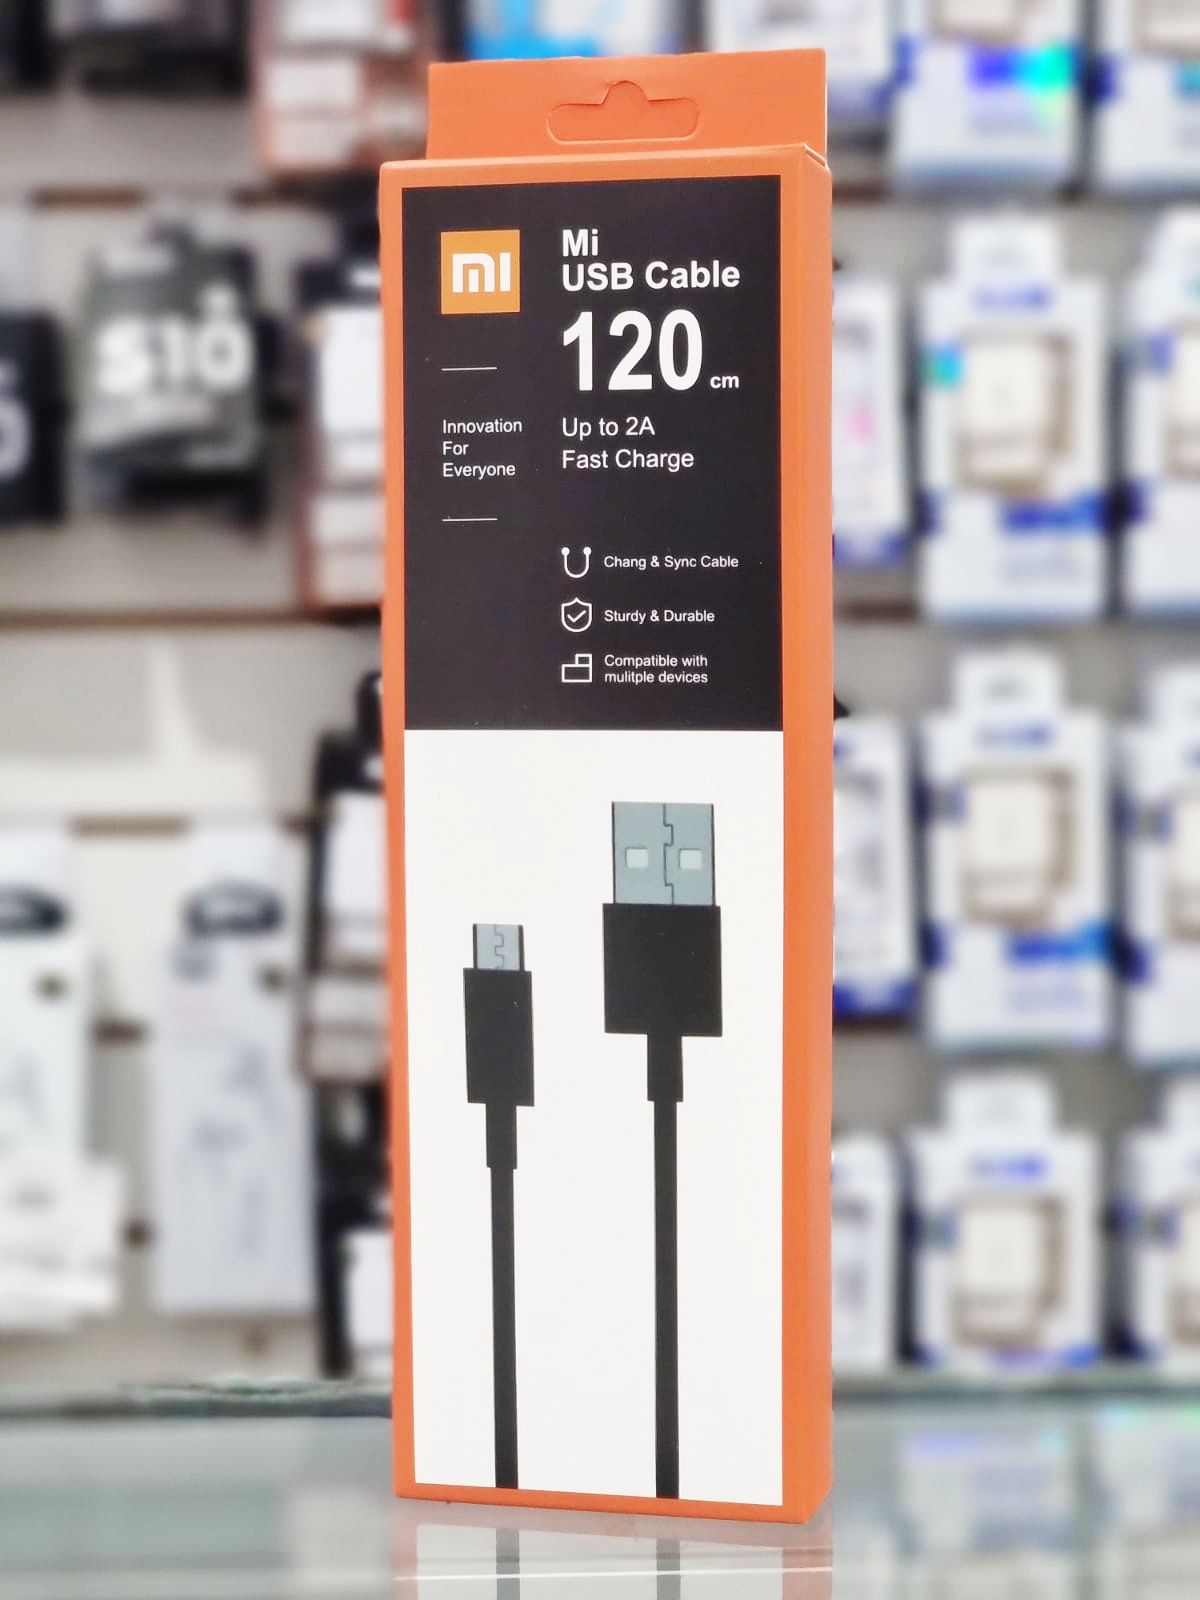 mi
Mi
USB Cable
120 cm
Up to 2A
Fast Charge
Innovation
For
Everyone
Chang & Sync Cable
Sturdy & Durable
Compatible with
mulitple devices
S10